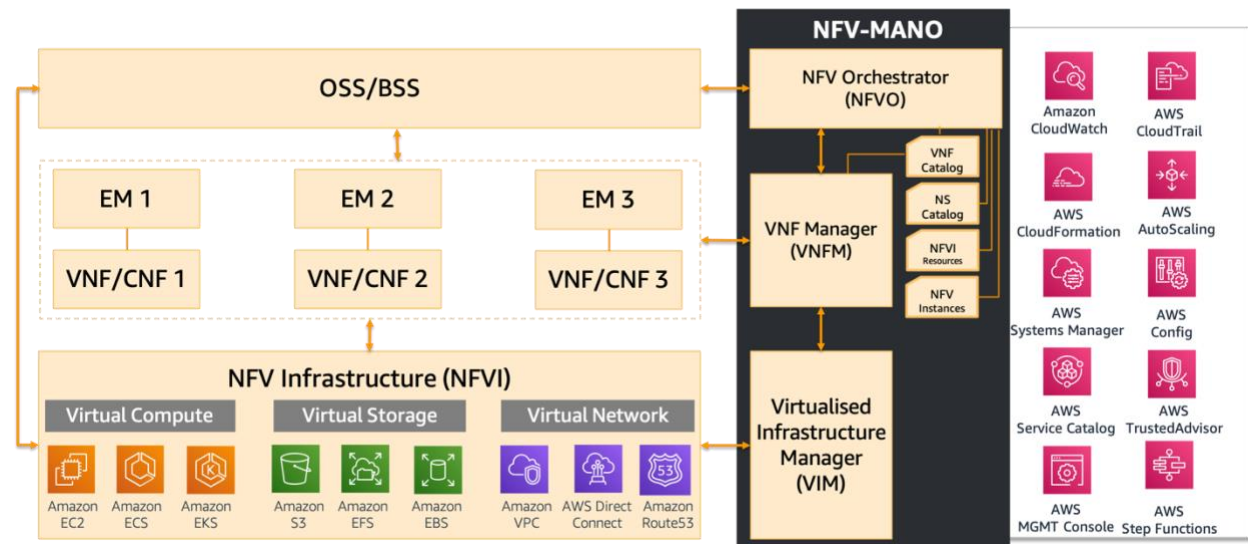 NFV-MANO
OSS/BSS
NFV Orchestrator
(NFVO)
EM 1
EM 2
EM 3
VNF/CNF 1
VNF/CNF 2
VNF/CNF 3
VNF Manager
(VNFM)
VNF
Catalog
NS
Catalog
NFVI
Resources
NFV
Instances
NFV Infrastructure (NFVI)
Virtual Compute
Virtual Storage
Virtual Network
Amazon
EC2
Amazon
ECS
Amazon
EKS
Amazon
S3
Amazon
EFS
Amazon
EBS
Amazon
VPC
AWS Direct
Connect
53
Amazon
Route53
Virtualised
Infrastructure
Manager
(VIM)
Amazon
CloudWatch
AWS
CloudTrail
AWS
CloudFormation
AWS
AutoScaling
AWS
Systems Manager
AWS
Config
AWS
Service Catalog
AWS
TrustedAdvisor
AWS
MGMT Console
AWS
Step Functions